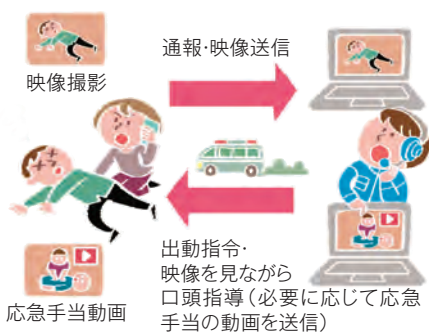 映像撮影
通報・映像送信
出動指令・
映像を見ながら
口頭指導（必要に応じて応急
手当の動画を送信）
応急手当動画